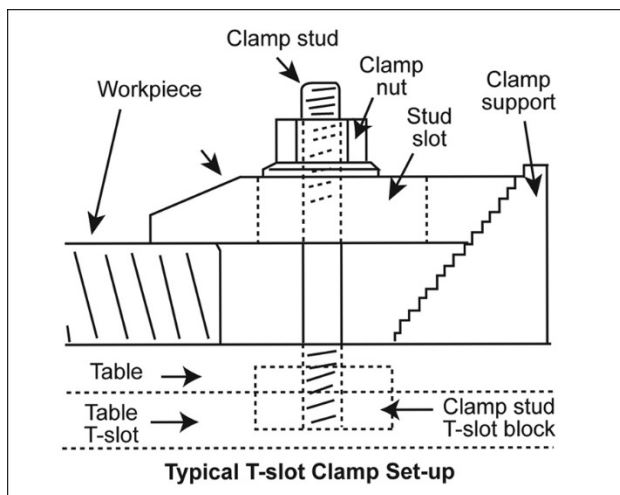 Clamp stud
Workpiece
Clamp
nut
Clamp
support
Stud
slot
Table
Table
T-slot
Clamp stud
T-slot block
Typical T-slot Clamp Set-up